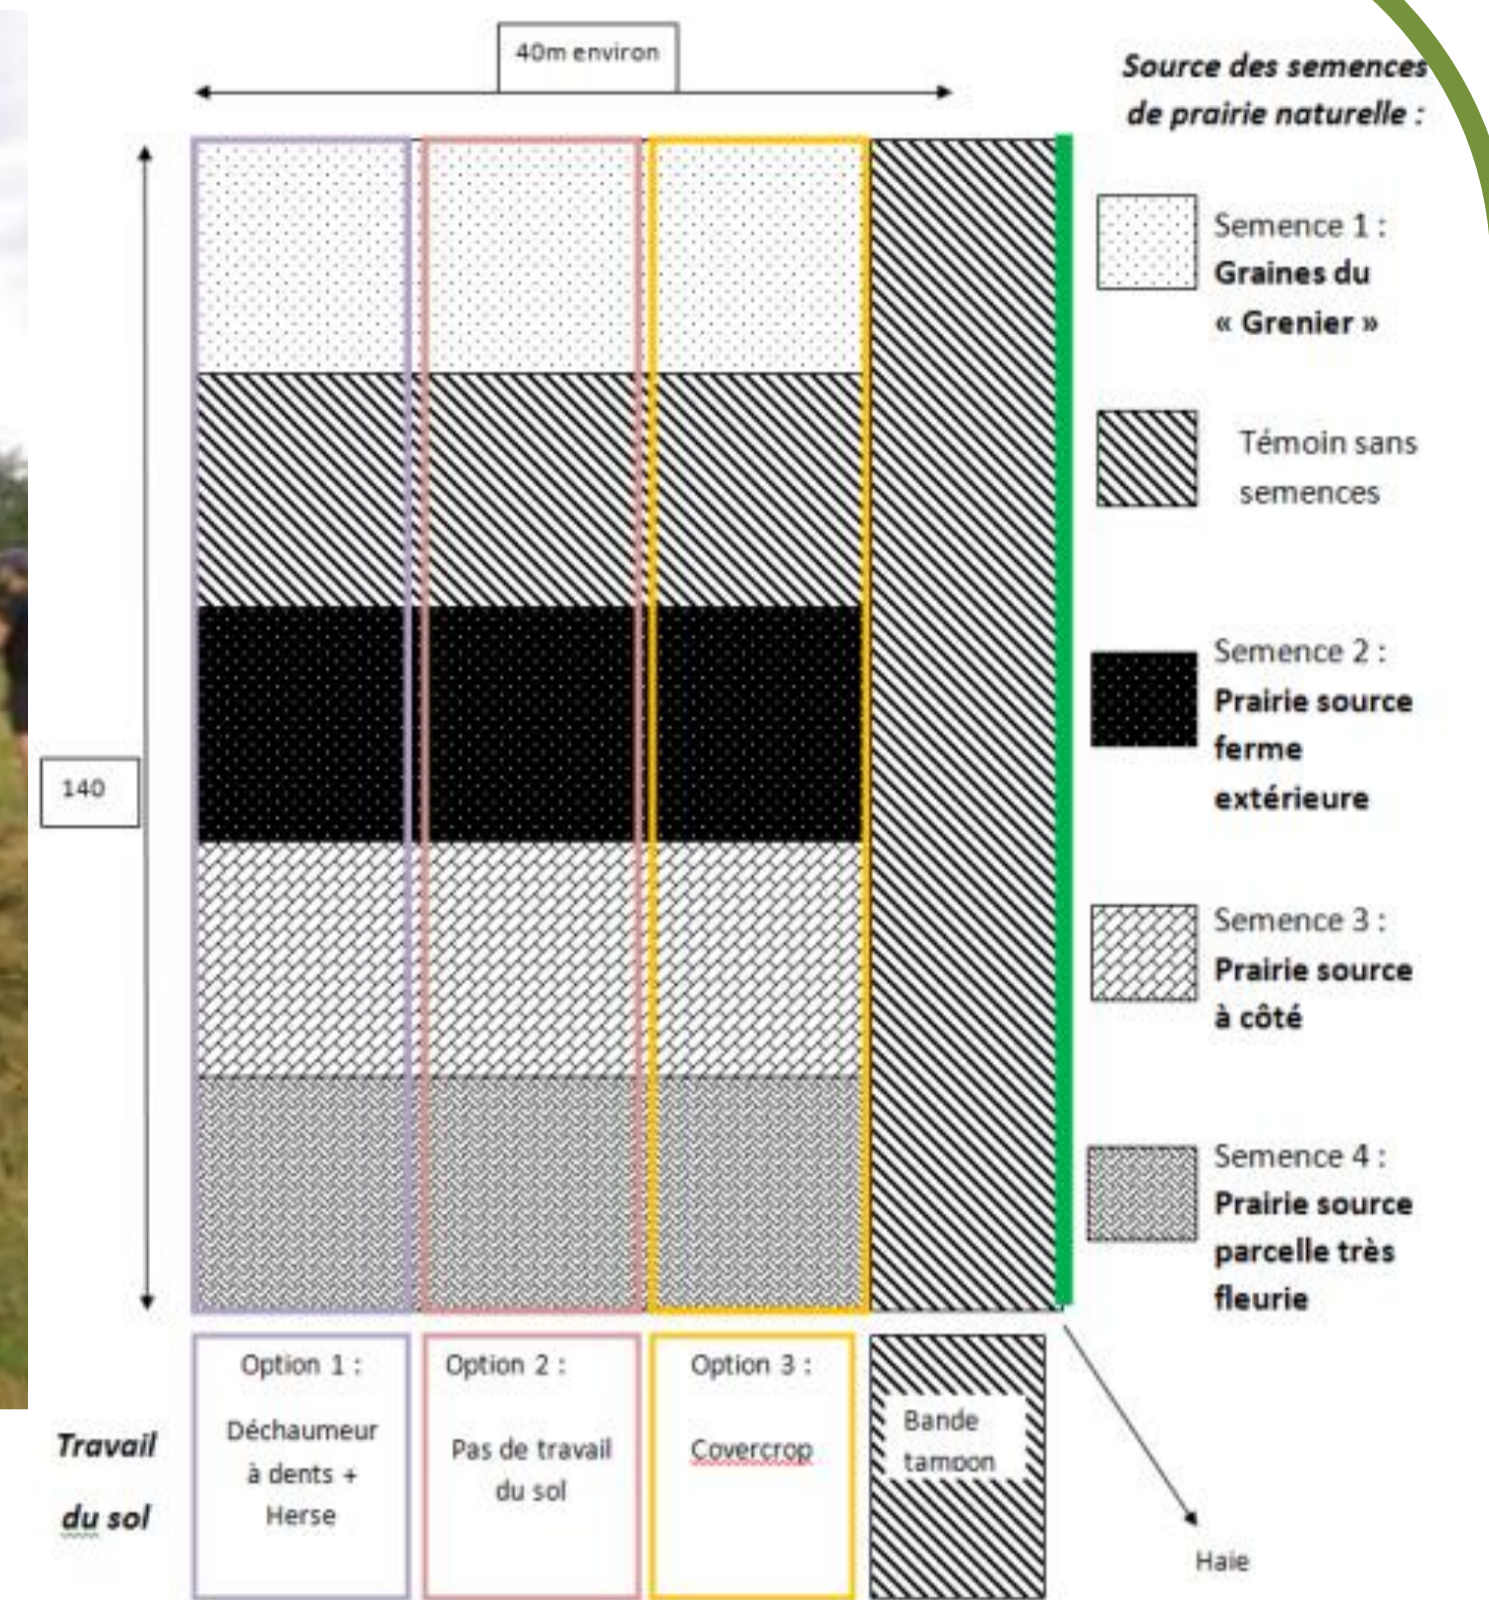 40m environ
Source des semences
de prairie naturelle :
Semence 1 :
Graines du
« Grenier »
Témoin sans
semences
Semence 2 :
Prairie source
ferme
extérieure
140
Semence 3 :
Prairie source
à côté
Semence 4 :
Prairie source
parcelle très
fleurie
Travail
du sol
Option 1 :
Déchaumeur
à dents +
Herse
Option 2 :
Pas de travail
du sol
Option 3 :
Covercrop
Bande
tampon
Haie